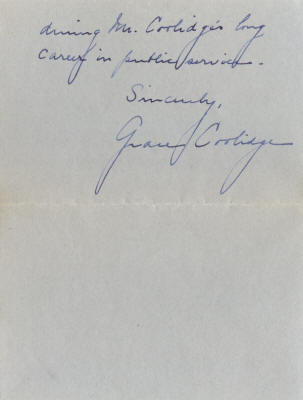 during Mr. Coolidge's long
career in public service.
Sincerely,
Grace Coolidge